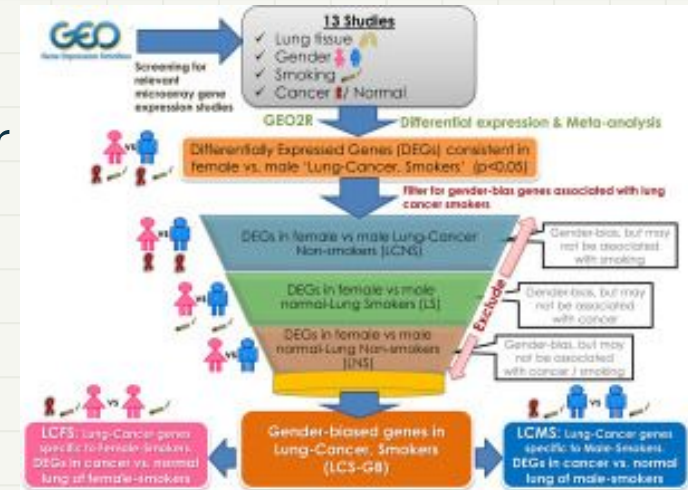 GEO
Gene Expression Omnibus
Screening for
relevant
microarray gene
expression studies
13 Studies
✓ Lung tissue
✓ Gender
✓ Smoking
✓ Cancer / Normal
GEO2R
Differential expression & Meta-analysis
vs
Differentially Expressed Genes (DEGs) consistent in
female vs. male 'Lung-Cancer, Smokers' (p<0.05)
Filter for gender-bias genes associated with lung
cancer smokers
vs
DEGs in female vs male Lung-Cancer
Non-smokers (LCNS)
Gender-bias, but may
not be associated
with smoking
vs
DEGs in female vs male
normal-Lung Smokers (LS)
Gender-bias, but may
not be associated
with cancer
vs
DEGs in female vs male
normal-Lung Non-smokers
(LNS)
Gender-bias, but may
not be associated
with cancer / smoking
Exclude
vs
LCFS: Lung-Cancer genes
specific to Female-Smokers.
DEGs in cancer vs. normal
lung of female-smokers
Gender-biased genes in
Lung-Cancer, Smokers
(LCS-GB)
vs
LCMS: Lung-Cancer genes
specific to Male-Smokers.
DEGs in cancer vs. normal
lung of male-smokers